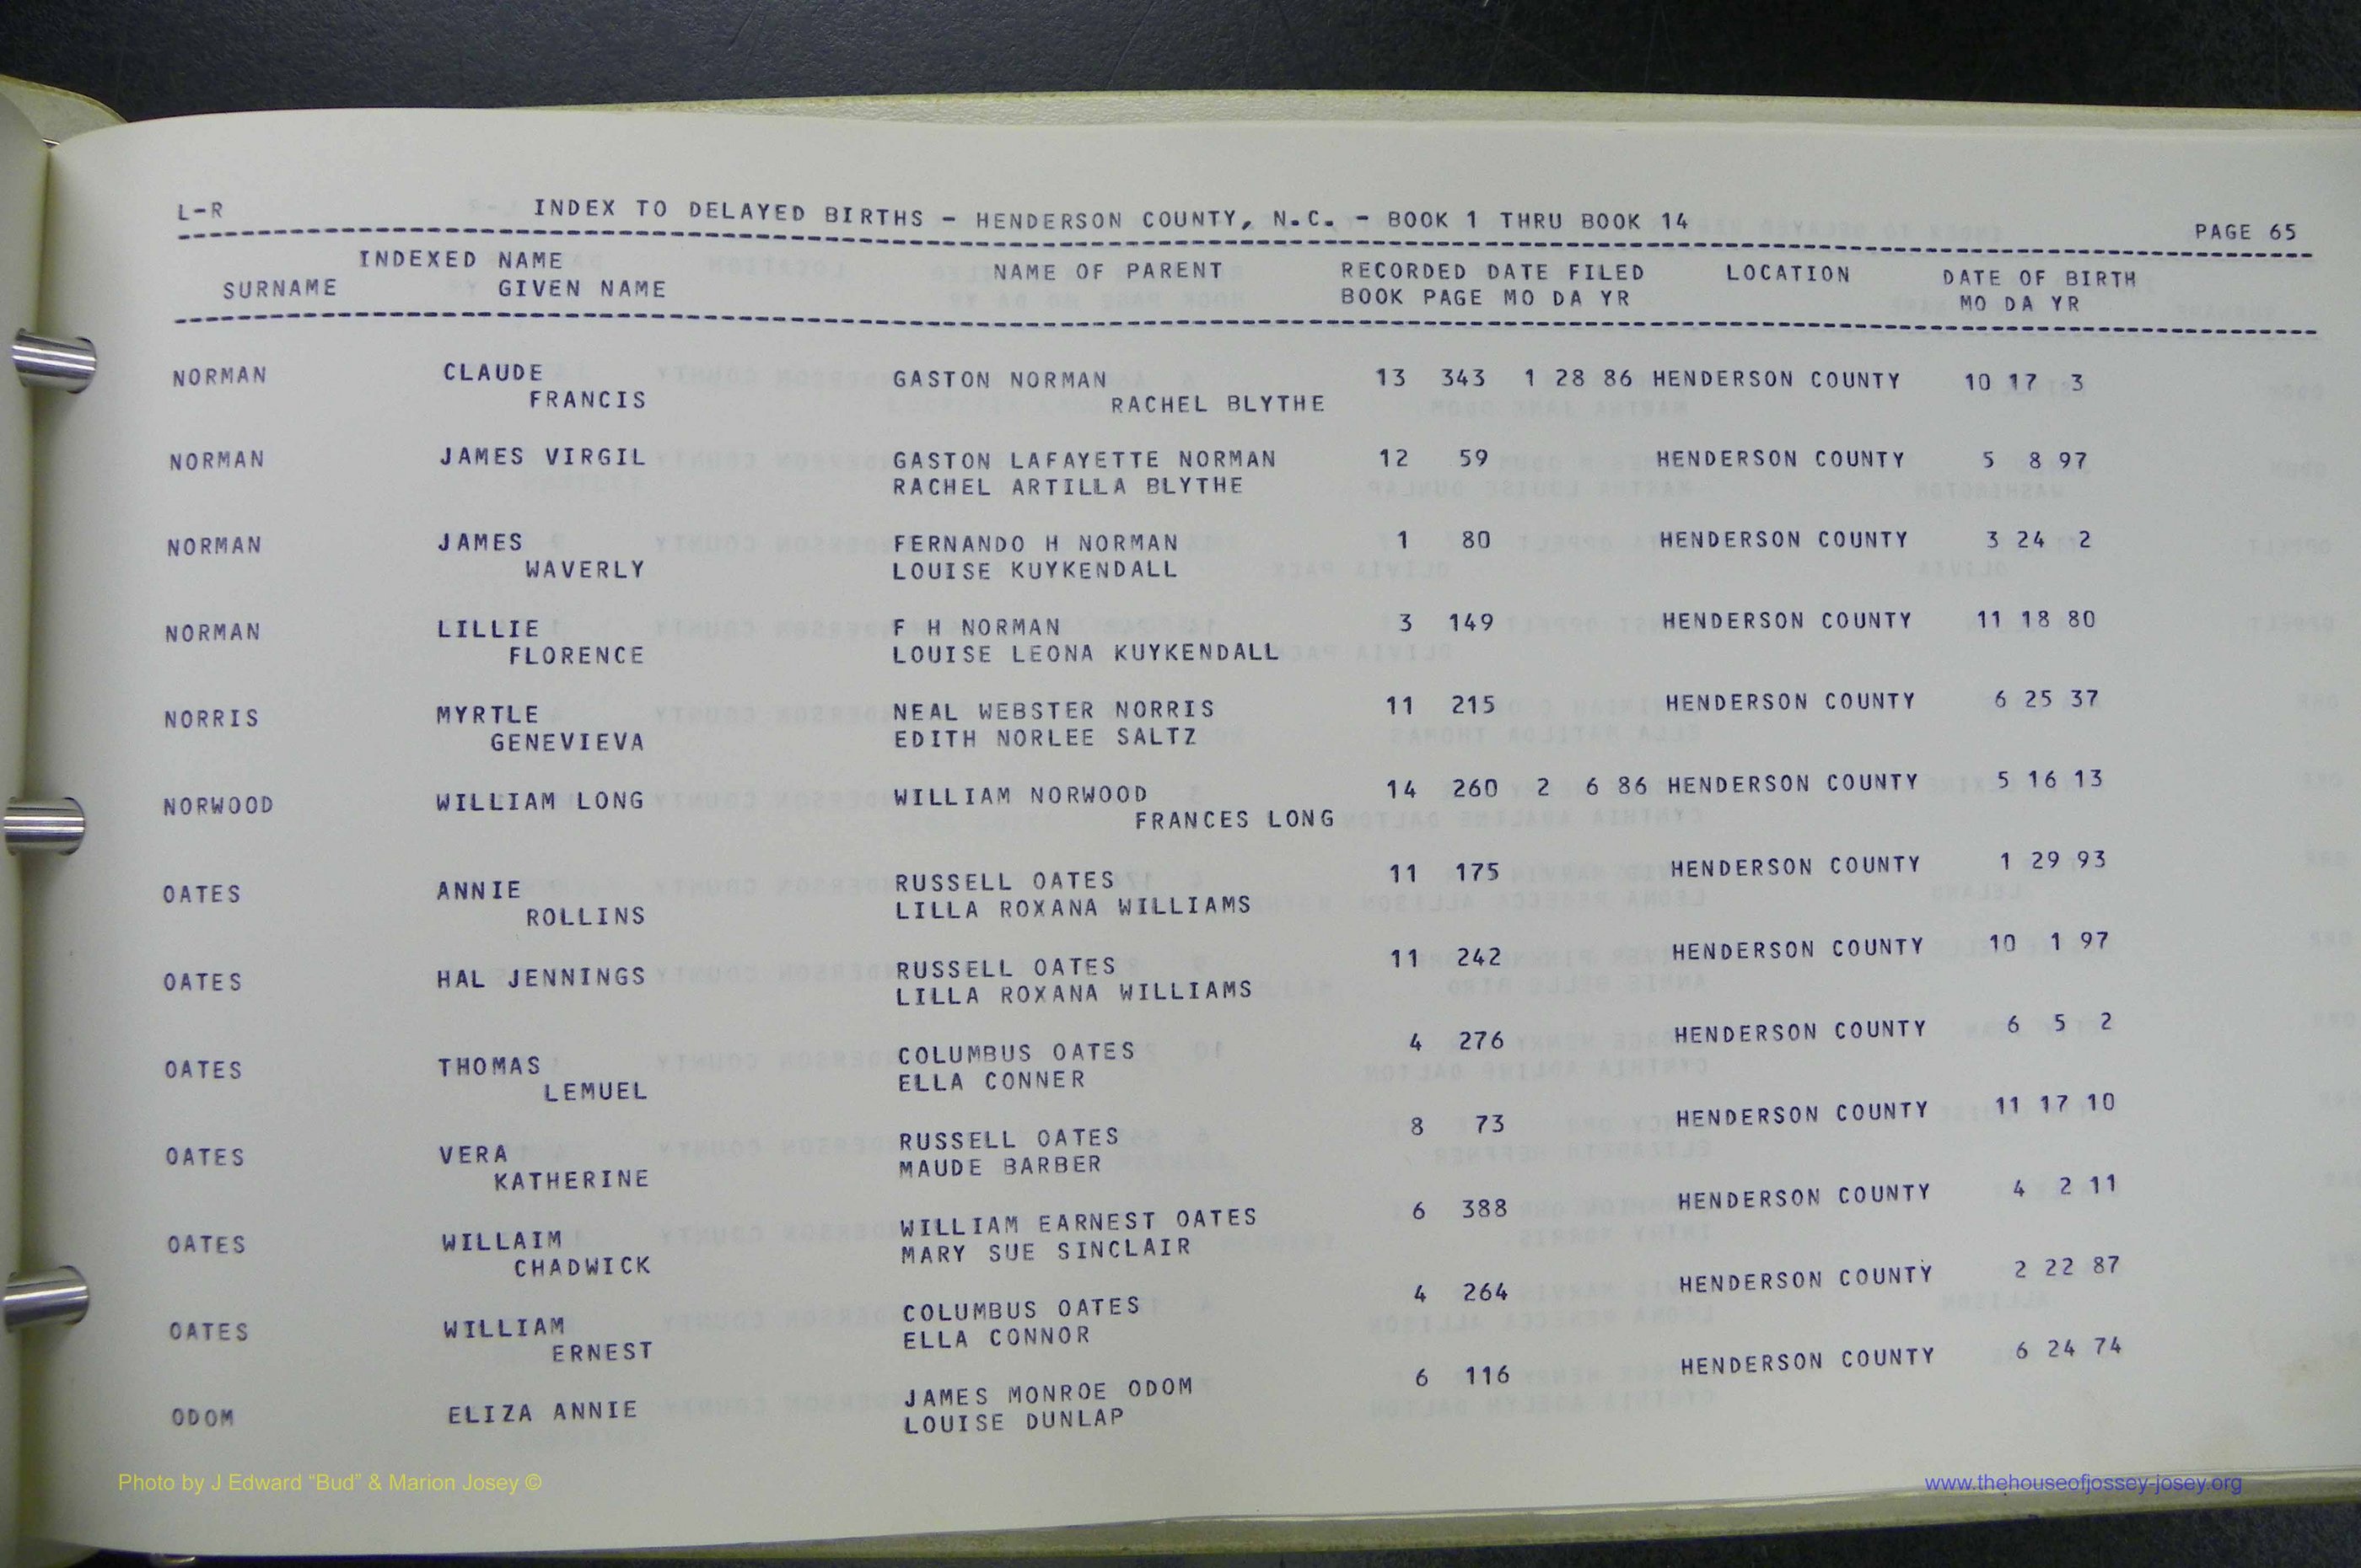 L-R INDEX TO DELAYED BIRTHS - HENDERSON COUNTY, N.C. - BOOK 1 THRU BOOK 14 PAGE 65
INDEXED NAME NAME OF PARENT RECORDED DATE FILED LOCATION DATE OF BIRTH
SURNAME GIVEN NAME BOOK PAGE MO DA YR MO DA YR
NORMAN CLAUDE GASTON NORMAN 13 343 1 28 86 HENDERSON COUNTY 10 17 3
FRANCIS RACHEL BLYTHE
NORMAN JAMES VIRGIL GASTON LAFAYETTE NORMAN 12 59 HENDERSON COUNTY 5 8 97
RACHEL ARTILLA BLYTHE
NORMAN JAMES FERNANDO H NORMAN 1 80 HENDERSON COUNTY 3 24 2
WAVERLY LOUISE KUYKENDALL
NORMAN LILLIE F H NORMAN 3 149 HENDERSON COUNTY 11 18 80
FLORENCE LOUISE LEONA KUYKENDALL
NORRIS MYRTLE NEAL WEBSTER NORRIS 11 215 HENDERSON COUNTY 6 25 37
GENEVIEVA EDITH NORLEE SALTZ
NORWOOD WILLIAM LONG WILLIAM NORWOOD 14 260 2 6 86 HENDERSON COUNTY 5 16 13
FRANCES LONG
OATES ANNIE RUSSELL OATES 11 175 HENDERSON COUNTY 1 29 93
ROLLINS LILLA ROXANA WILLIAMS
OATES HAL JENNINGS RUSSELL OATES 11 242 HENDERSON COUNTY 10 1 97
LILLA ROXANA WILLIAMS
OATES THOMAS COLUMBUS OATES 4 276 HENDERSON COUNTY 6 5 2
LEMUEL ELLA CONNER
OATES VERA RUSSELL OATES 8 73 HENDERSON COUNTY 11 17 10
KATHERINE MAUDE BARBER
OATES WILLAIM WILLIAM EARNEST OATES 6 388 HENDERSON COUNTY 4 2 11
CHADWICK MARY SUE SINCLAIR
OATES WILLIAM COLUMBUS OATES 4 264 HENDERSON COUNTY 2 22 87
ERNEST ELLA CONNOR
ODOM ELIZA ANNIE JAMES MONROE ODOM 6 116 HENDERSON COUNTY 6 24 74
LOUISE DUNLAP
Photo by J Edward “Bud” & Marion Josey © www.thehouseofjossey-josey.org